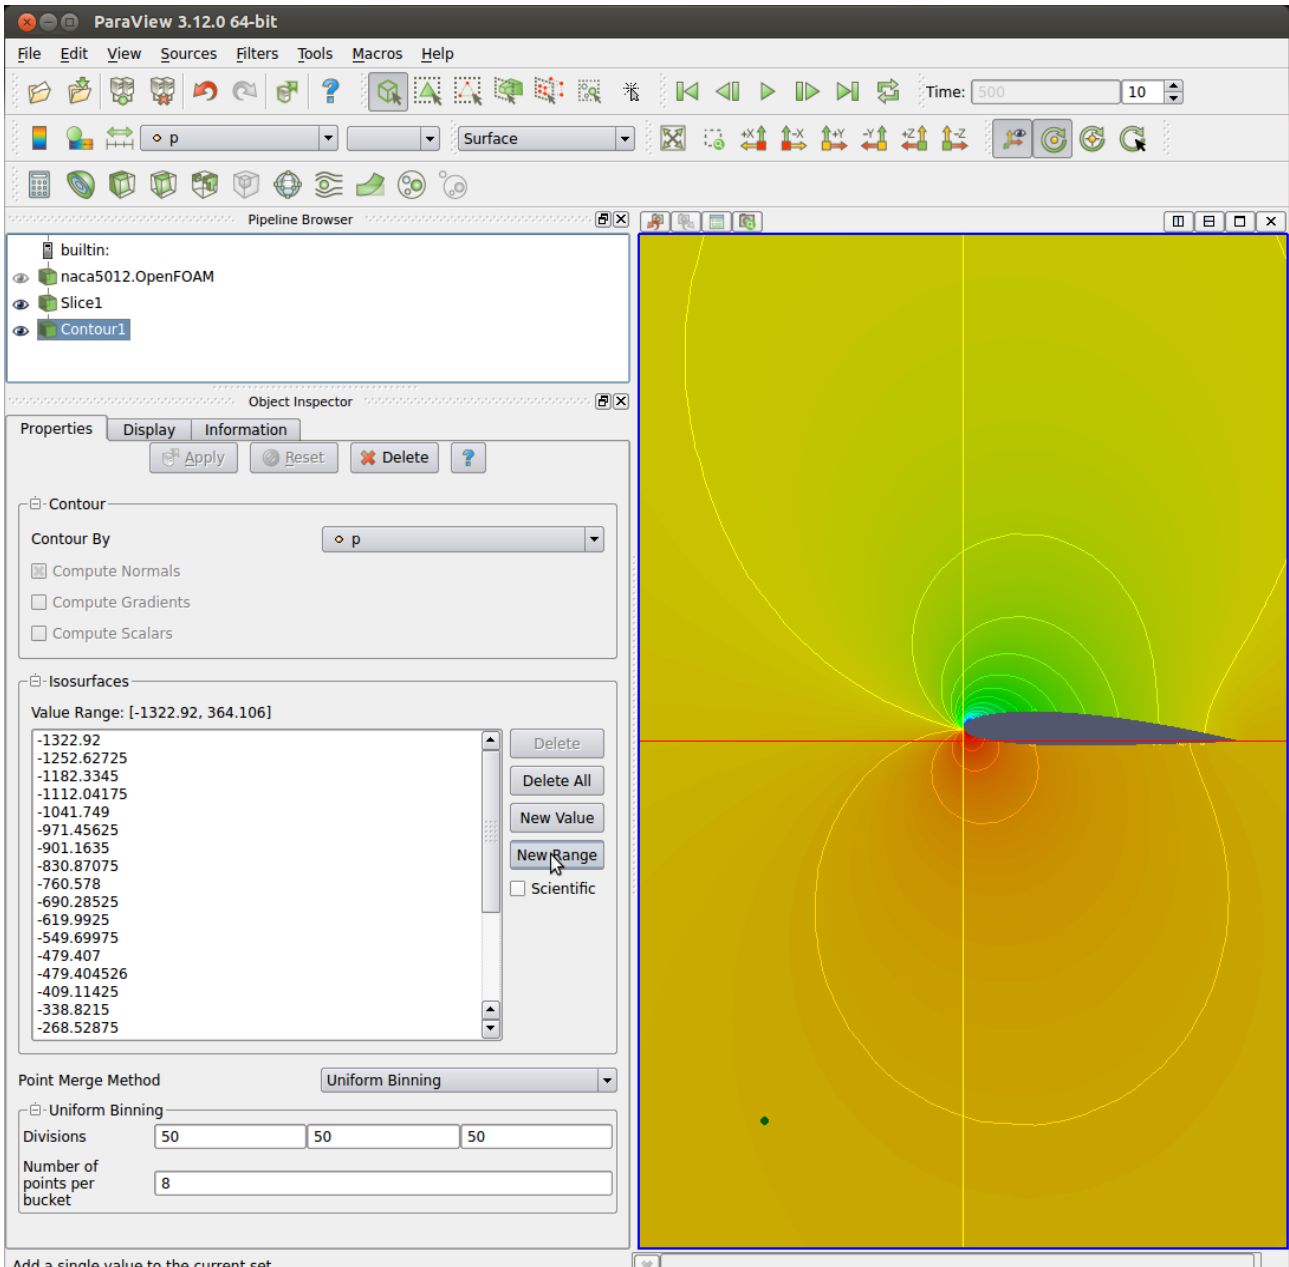 ParaView 3.12.0 64-bit
File Edit View Sources Filters Tools Macros Help
Time: 500 10
p Surface
+X -X +Y -Y +Z -Z
Pipeline Browser
builtin:
naca5012.OpenFOAM
Slice1
Contour1
Object Inspector
Properties Display Information
Apply Reset Delete ?
Contour
Contour By p
Compute Normals
Compute Gradients
Compute Scalars
Isosurfaces
Value Range: [-1322.92, 364.106]
-1322.92
-1252.62725
-1182.3345
-1112.04175
-1041.749
-971.45625
-901.1635
-830.87075
-760.578
-690.28525
-619.9925
-549.69975
-479.407
-479.404526
-409.11425
-338.8215
-268.52875
Delete
Delete All
New Value
New Range
Scientific
Point Merge Method Uniform Binning
Uniform Binning
Divisions 50 50 50
Number of
points per
bucket
8
Add a single value to the current set